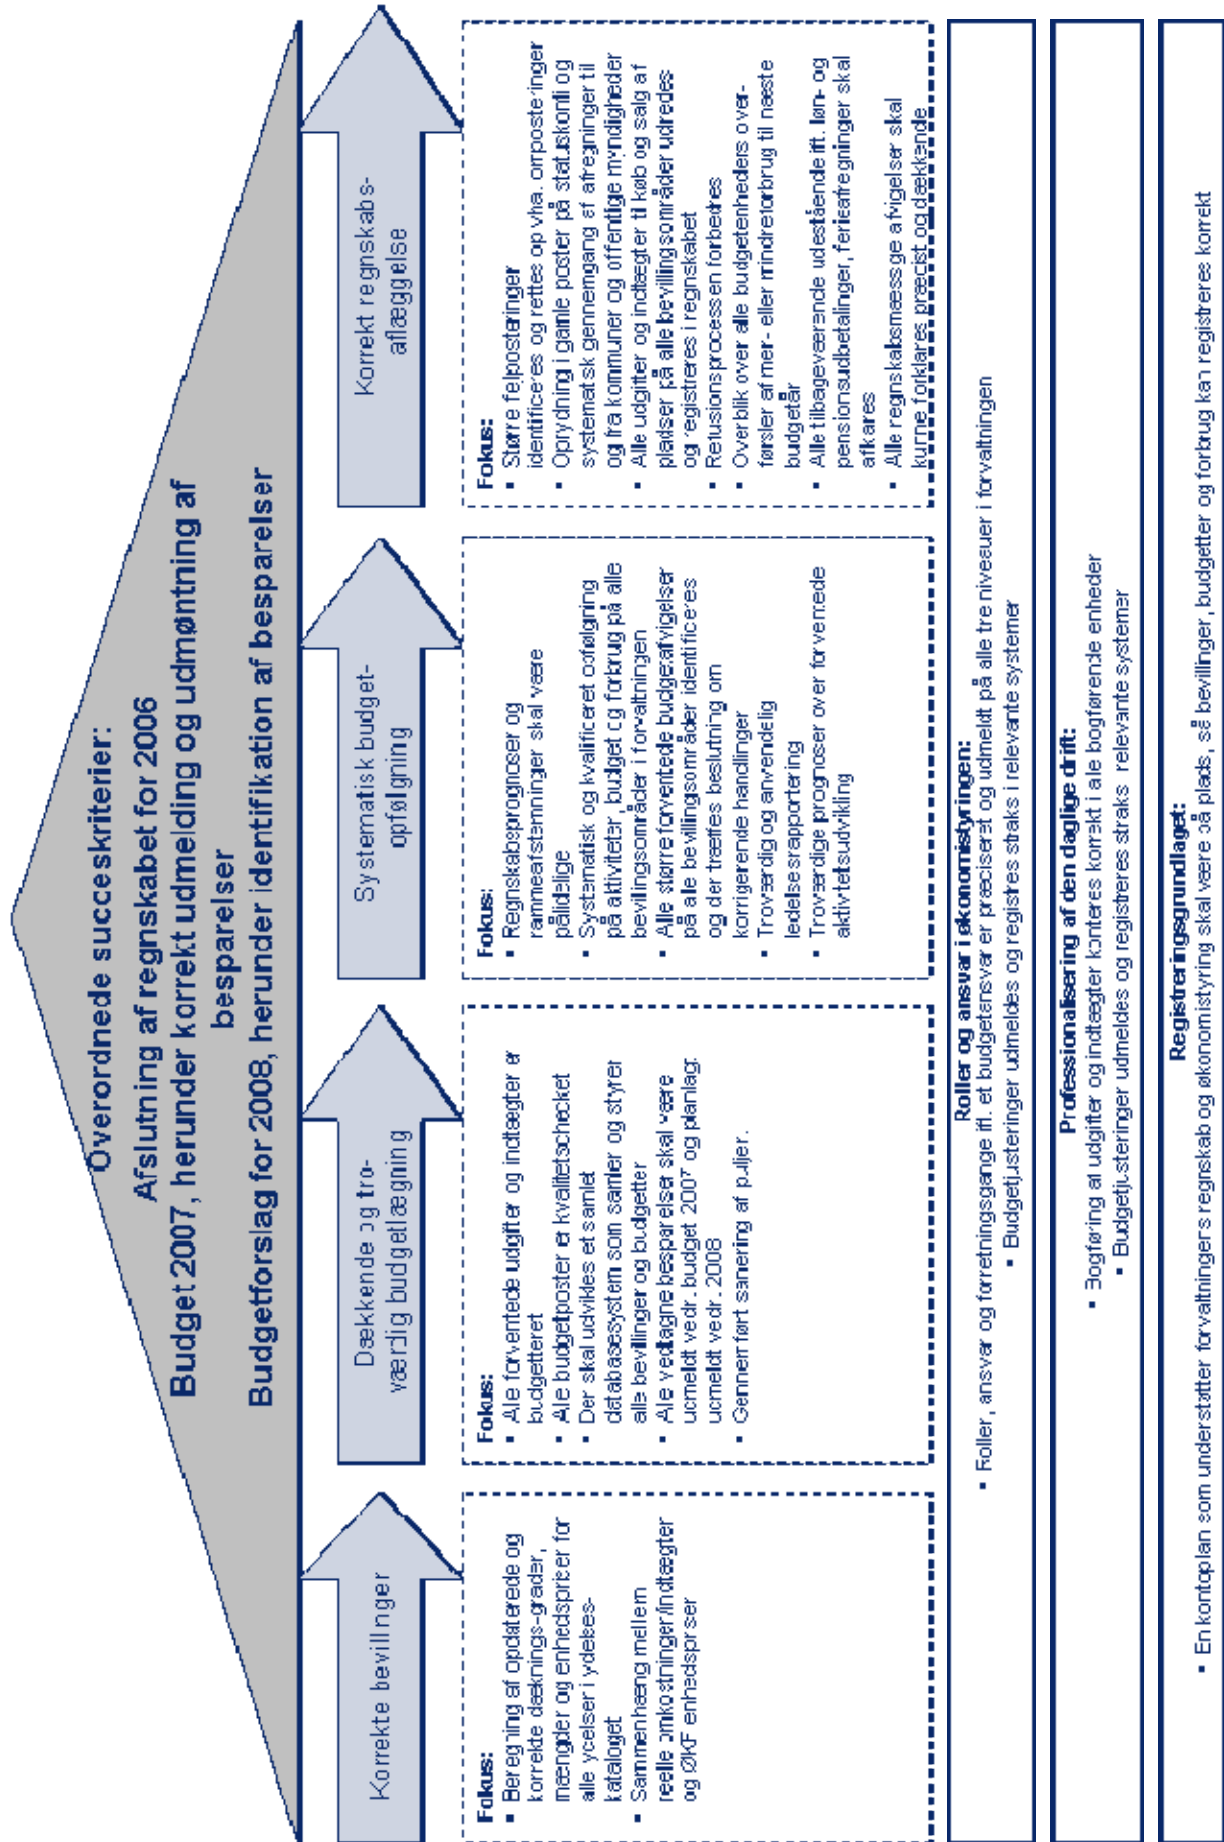 Overordnede succeskriterier:
Afslutning af regnskabet for 2006
Budget 2007, herunder korrekt udmelding og udmøntning af
besparelser
Budgetforslag for 2008, herunder identifikation af besparelser
Korrekte bevillinger
Dækkende og tro-
værdig budgetlægning
Systematisk budget-
opfølgning
Korrekt regnskabs-
aflæggelse
Fokus:
▪ Beregning af opdaterede og
korrekte dæknings-grader,
mængder og enhedspriser for
alle ydelser i ydelses-
kataloget
▪ Sammenhæng mellem
reelle omkostninger/indtægter
og ØKF enhedspriser
Fokus:
▪ Alle forventede udgifter og indtægter er
budgetteret
▪ Alle budgetposter er kvalitetschecket
▪ Der skal udvikles et samlet
databasesystem som samler og styrer
alle bevillinger og budgetter
▪ Alle vedtagne besparelser skal være
udmeldt vedr. budget 2007 og planlagt
udmeldt vedr. 2008
▪ Gennemført sanering af puljer.
Fokus:
▪ Regnskabsprognoser og
rammeafstemninger skal være
pålidelige
▪ Systematisk og kvalificeret opfølgning
på aktiviteter, budget og forbrug på alle
bevillingsområder i forvaltningen
▪ Alle større forventede budgetafvigelser
på alle bevillingsområder identificeres
og der træffes beslutning om
korrigerende handlinger
▪ Troværdig og anvendelig
ledelsesrapportering
▪ Troværdige prognoser over forventede
aktivitetsudvikling
Fokus:
▪ Større fejlposteringer
identificeres og rettes op vha. omposteringer
▪ Oprydning i gamle poster på statuskonti og
systematisk gennemgang af afregninger til
og fra kommuner og offentlige myndigheder
▪ Alle udgifter og indtægter til køb og salg af
pladser på alle bevillingsområder udredes
og registreres i regnskabet
▪ Refusionsprocessen forbedres
▪ Overblik over alle budgetenheders over-
førsler af mer- eller mindreforbrug til næste
budgetår
▪ Alle tilbageværende udestående ift. løn- og
pensionsudbetalinger, ferieafregninger skal
afklares
▪ Alle regnskabsmæssige afvigelser skal
kunne forklares præcist og dækkende
Roller og ansvar i økonomistyringen:
▪ Roller, ansvar og forretningsgange ift. et budgetansvar er præciseret og udmeldt på alle tre niveauer i forvaltningen
▪ Budgetjusteringer udmeldes og registres straks i relevante systemer
Professionalisering af den daglige drift:
▪ Bogføring af udgifter og indtægter konteres korrekt i alle bogførende enheder
▪ Budgetjusteringer udmeldes og registreres straks relevante systemer
Registreringsgrundlaget:
▪ En kontoplan som understøtter forvaltningers regnskab og økonomistyring skal være på plads, så bevillinger, budgetter og forbrug kan registreres korrekt